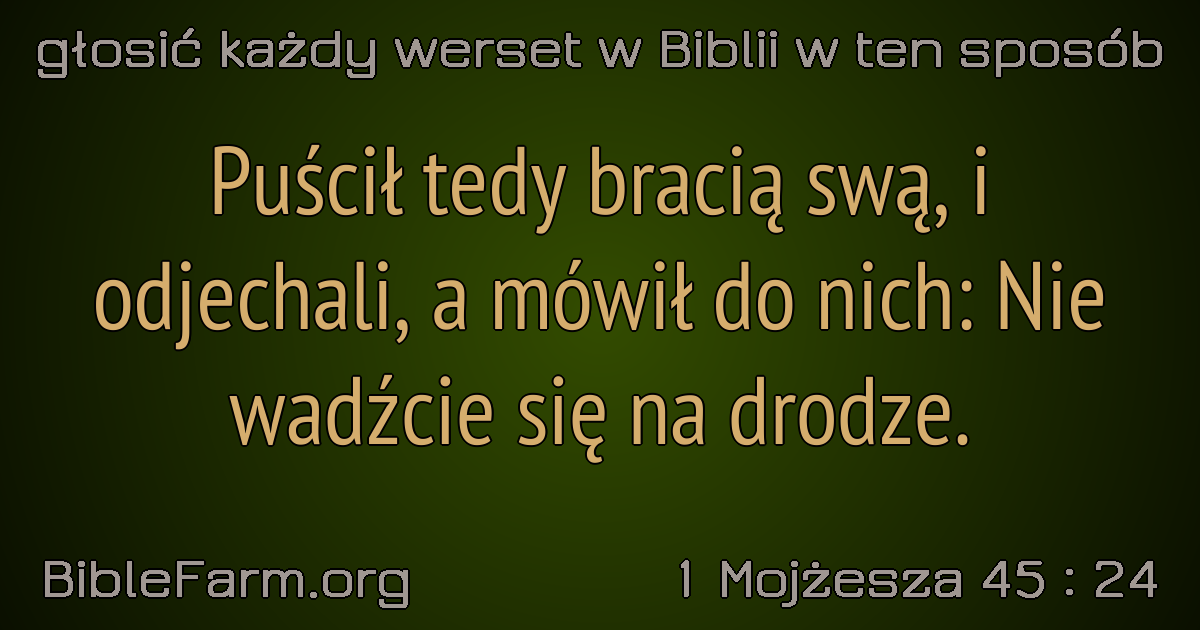 głosić każdy werset w Biblii w ten sposób
Puścił tedy bracią swą, i
odjechali, a mówił do nich: Nie
wadźcie się na drodze.
BibleFarm.org
1 Mojżesza 45 : 24